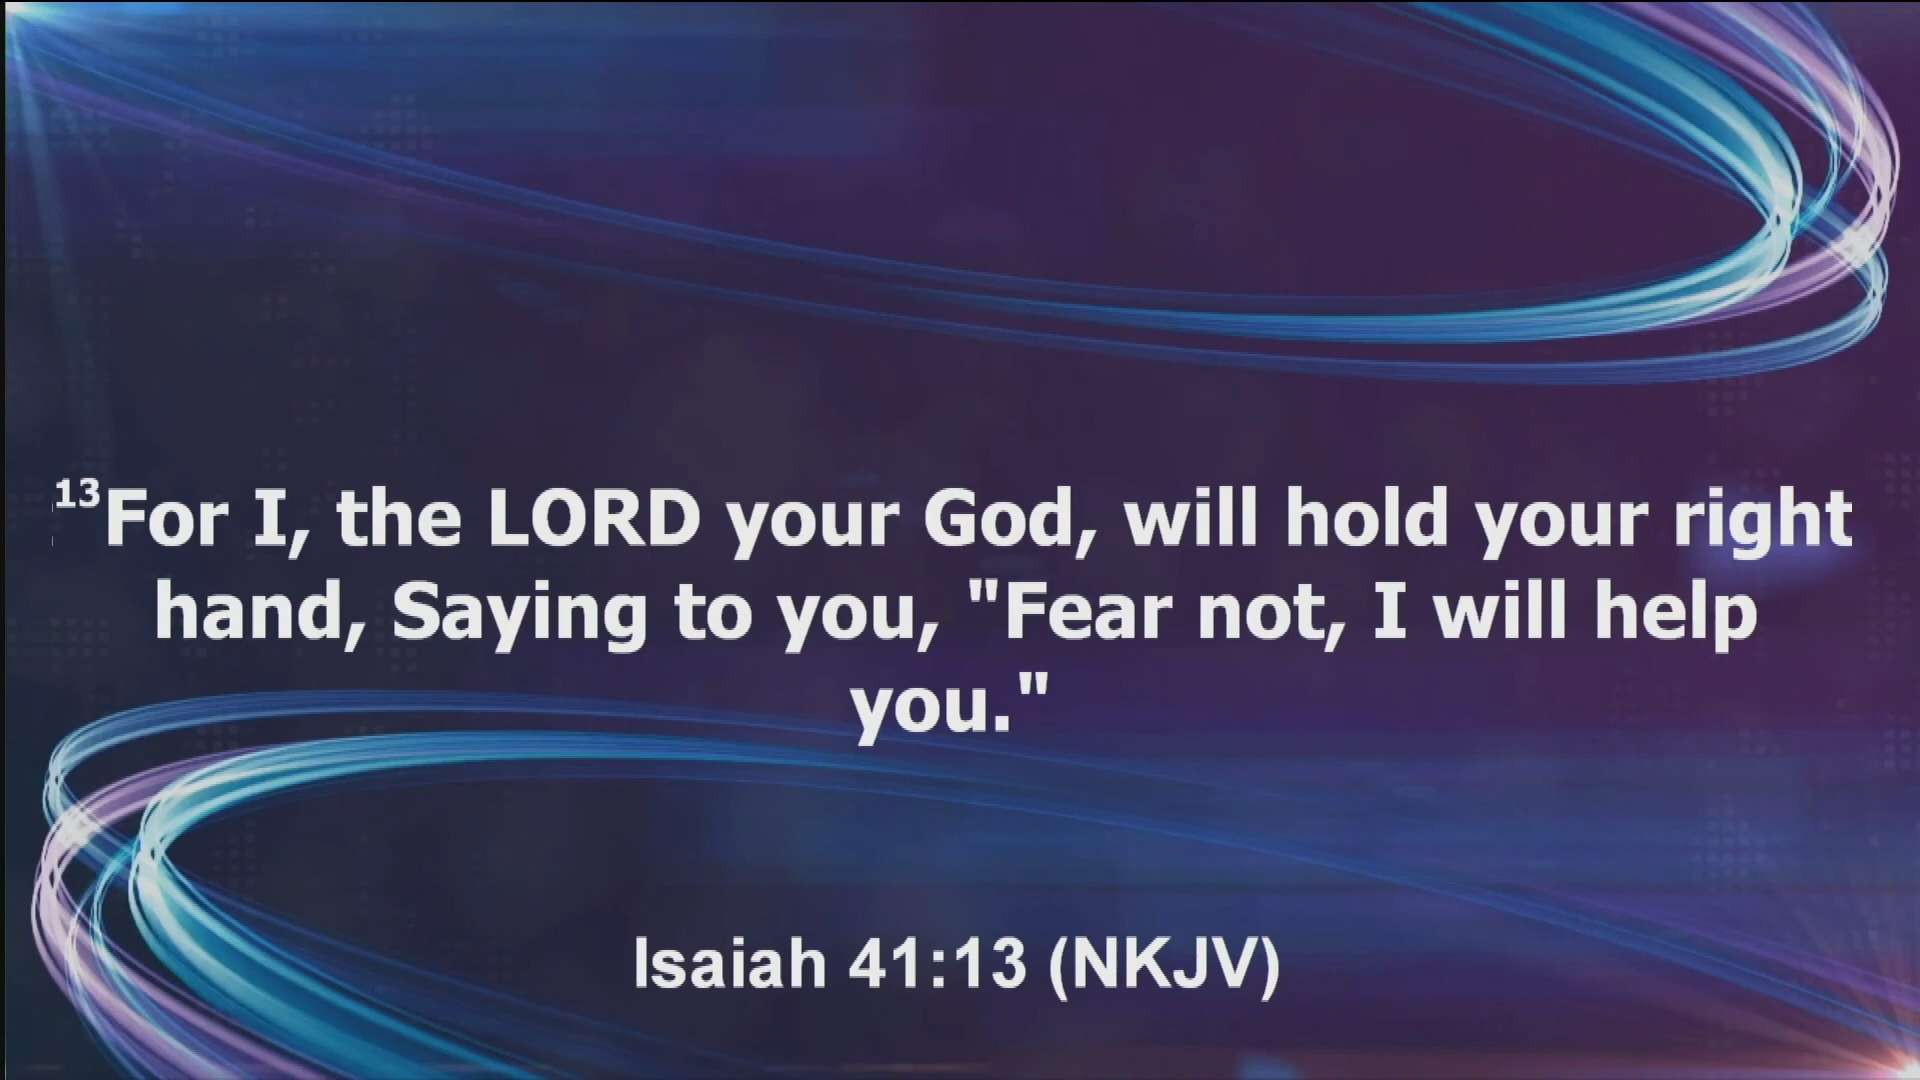 13For I, the LORD your God, will hold your right
hand, Saying to you, "Fear not, I will help
you."
Isaiah 41:13 (NKJV)